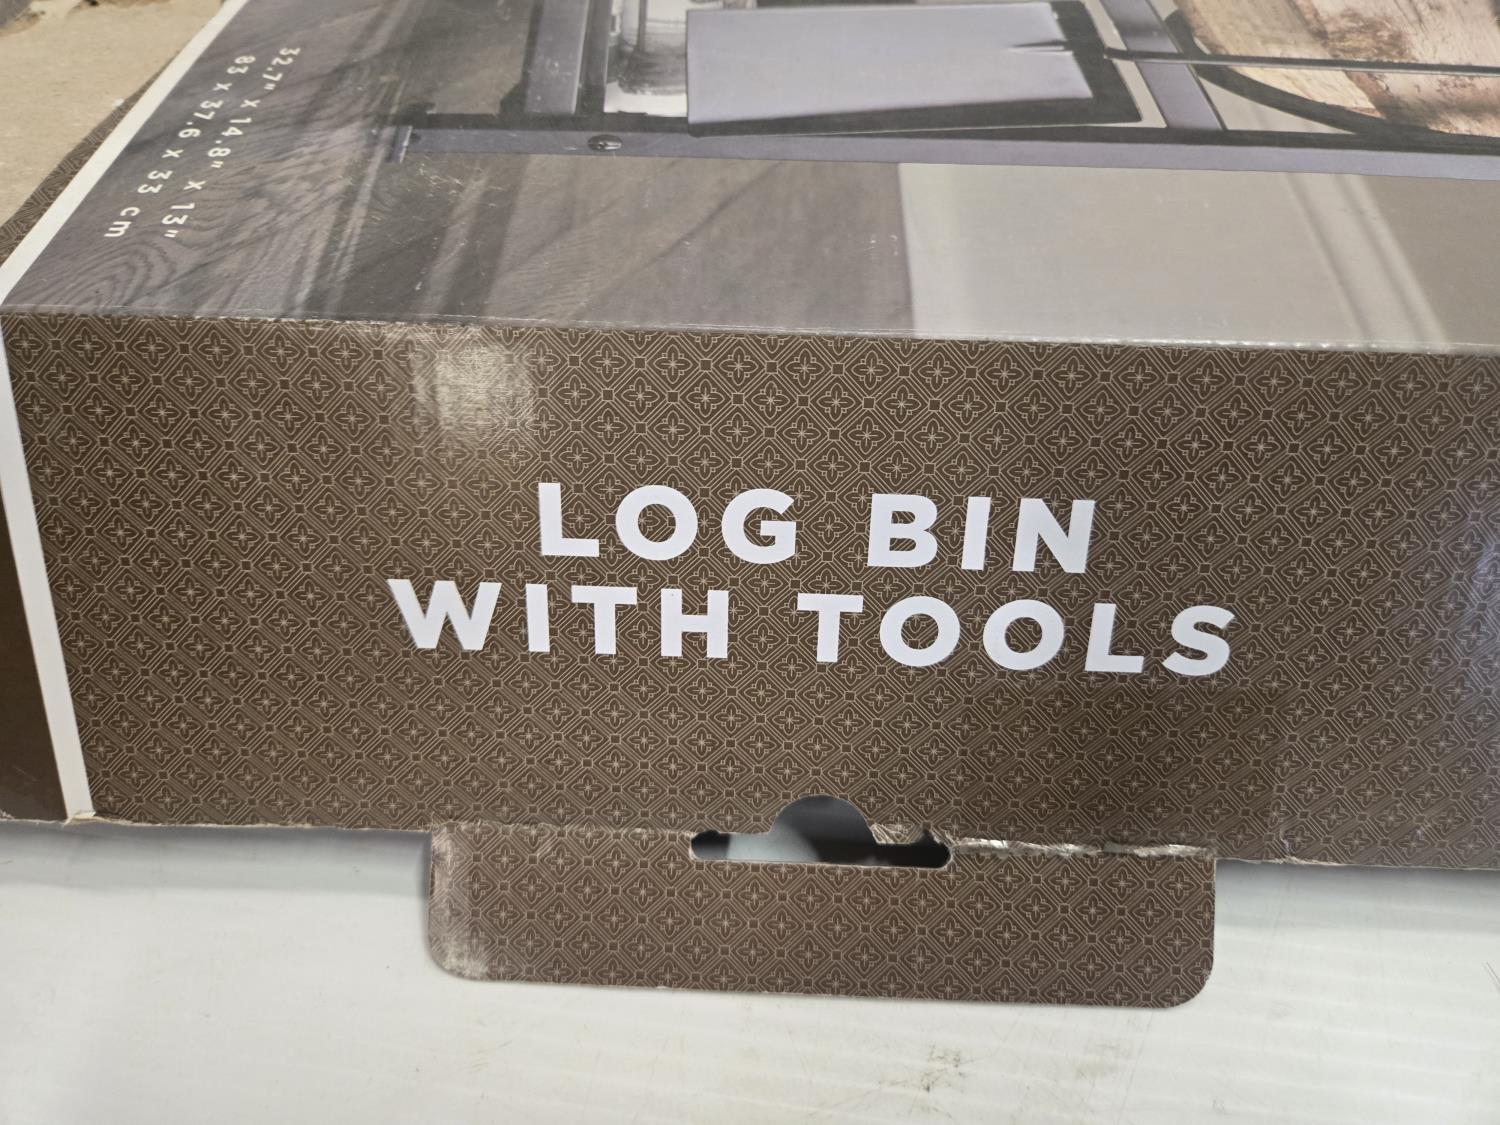 32.7" x 14.8" x 13"
83 x 37.6 x 33 cm
LOG BIN
WITH TOOLS